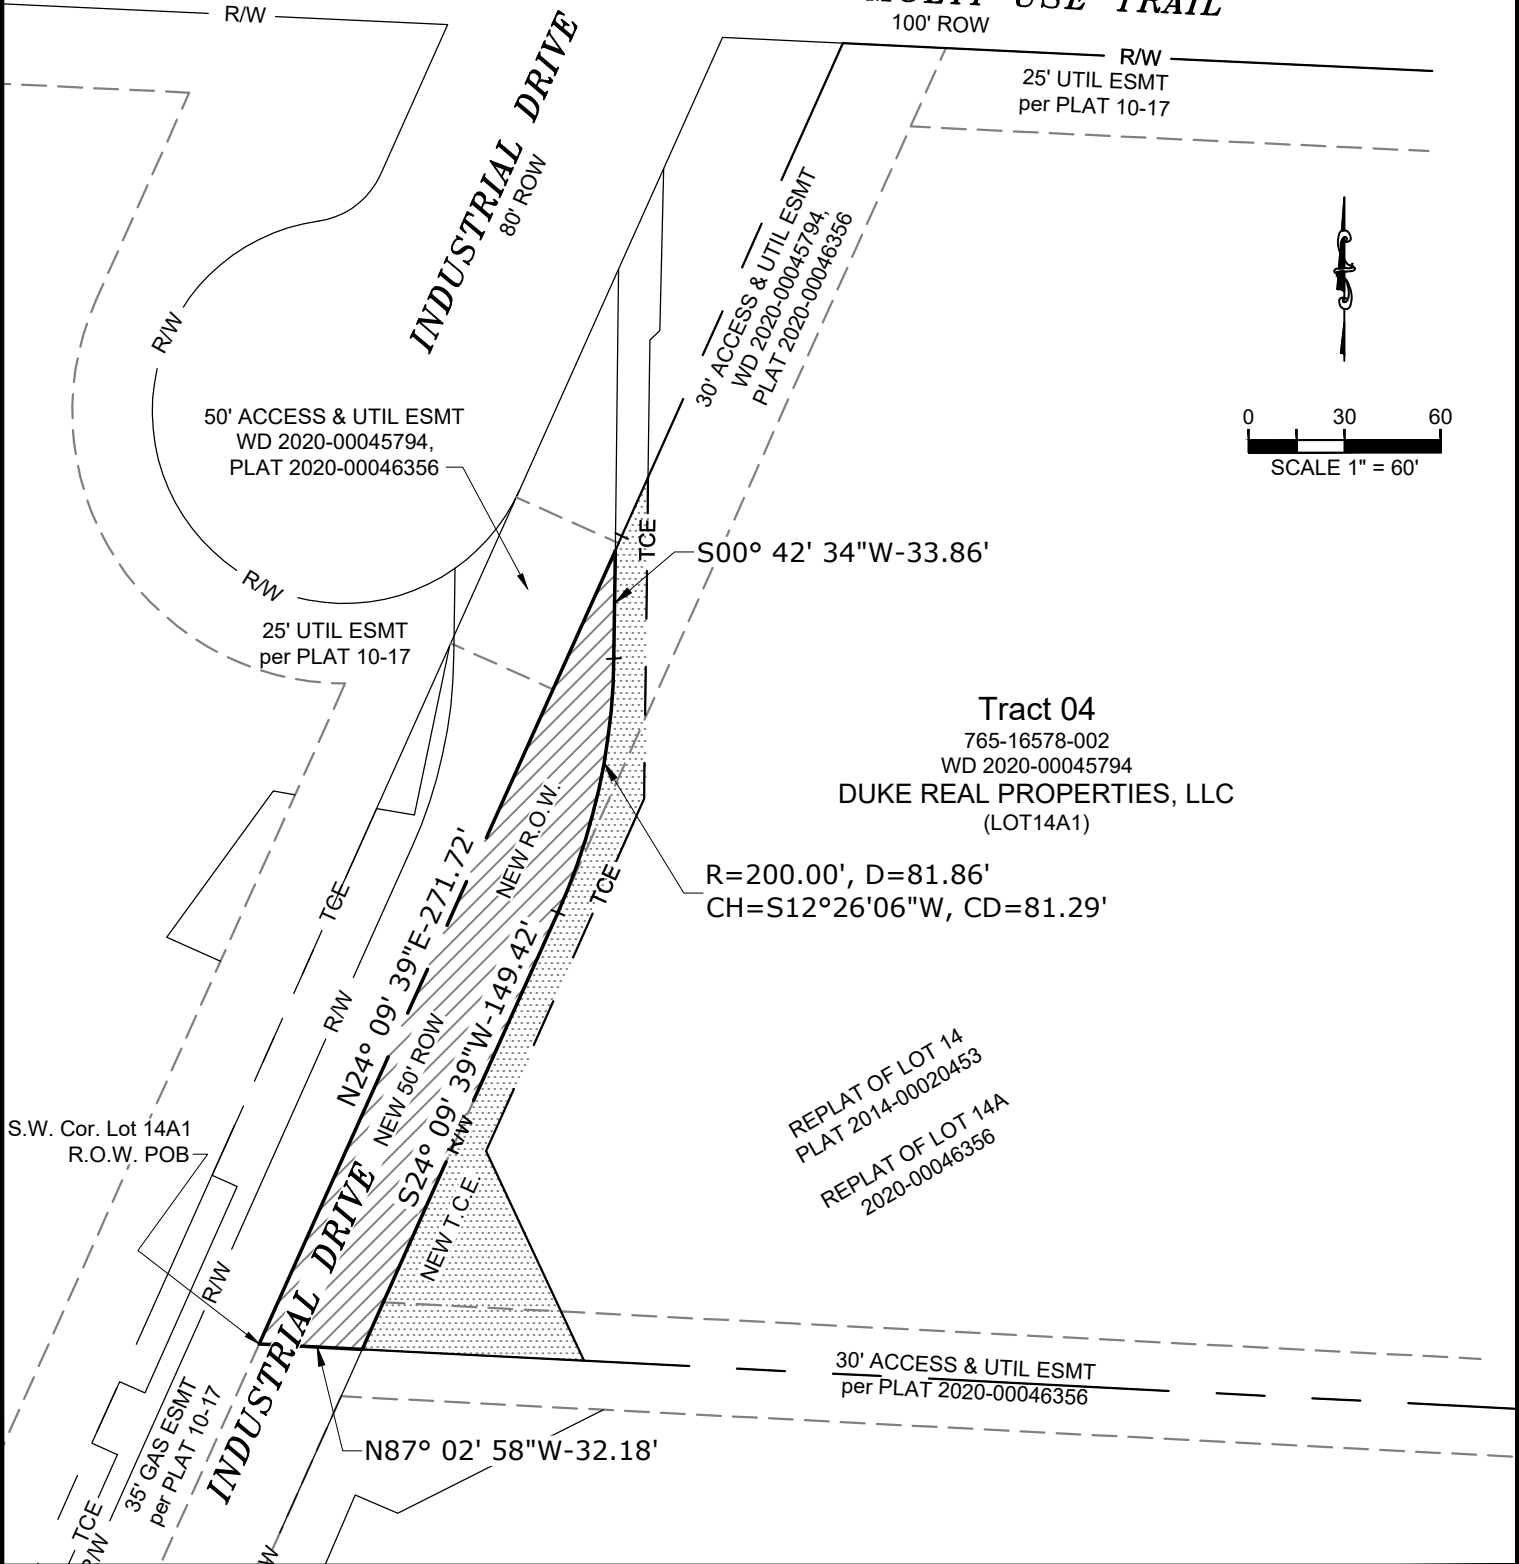 R/W
USE TRAIL
100' ROW
R/W
25' UTIL ESMT
per PLAT 10-17
INDUSTRIAL DRIVE
80' ROW
30' ACCESS & UTIL ESMT
WD 2020-00045794,
PLAT 2020-00046356
R/W
50' ACCESS & UTIL ESMT
WD 2020-00045794,
PLAT 2020-00046356
0 30 60
SCALE 1" = 60'
TCE
S00° 42' 34"W-33.86'
R/W
25' UTIL ESMT
per PLAT 10-17
Tract 04
765-16578-002
WD 2020-00045794
DUKE REAL PROPERTIES, LLC
(LOT14A1)
NEW R.O.W.
R=200.00', D=81.86'
CH=S12°26'06"W, CD=81.29'
TCE
TCE
N24° 09' 39"E-271.72'
S24° 09' 39"W-149.42'
R/W
NEW 50' ROW
R/W
REPLAT OF LOT 14
PLAT 2014-00020453
REPLAT OF LOT 14A
2020-00046356
S.W. Cor. Lot 14A1
R.O.W. POB
NEW T.C.E.
R/W
INDUSTRIAL DRIVE
30' ACCESS & UTIL ESMT
per PLAT 2020-00046356
35' GAS ESMT
per PLAT 10-17
N87° 02' 58"W-32.18'
TCE
R/W
W